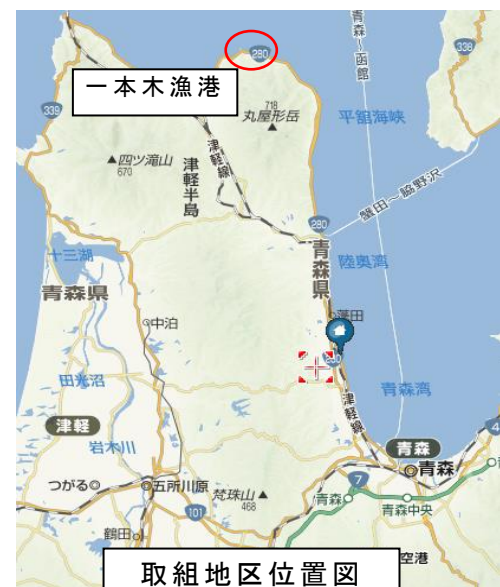 280
338
青森～函館
一本木漁港
718
丸屋形岳
339
平舘海峡
▲四ツ滝山
670
津軽線
津軽半島
蟹田～脇野沢
280
青森県
陸奥湾
十三湖
青森県
中泊
蓬田
280
田光沼
青森湾
津軽線
津軽
岩木川
青森
4
つがる
五所川原
梵珠山▲
468
7
青森
青森
青森中央
101
鶴田
空港
取組地区位置図